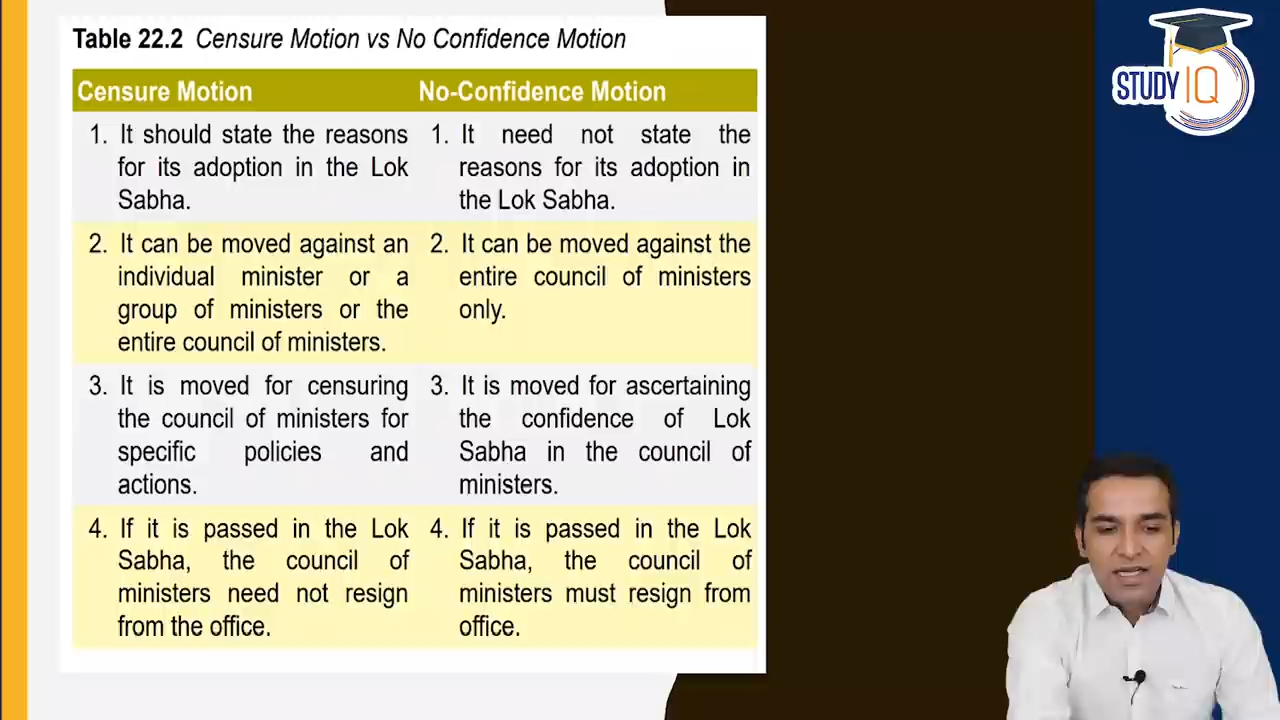 Table 22.2 Censure Motion vs No Confidence Motion
Censure Motion
No-Confidence Motion
1. It should state the reasons
for its adoption in the Lok
Sabha.
1. It need not state the
reasons for its adoption in
the Lok Sabha.
2. It can be moved against an
individual minister or a
group of ministers or the
entire council of ministers.
2. It can be moved against the
entire council of ministers
only.
3. It is moved for censuring
the council of ministers for
specific policies and
actions.
3. It is moved for ascertaining
the confidence of Lok
Sabha in the council of
ministers.
4. If it is passed in the Lok
Sabha, the council of
ministers need not resign
from the office.
4. If it is passed in the Lok
Sabha, the council of
ministers must resign from
office.
STUDY IQ